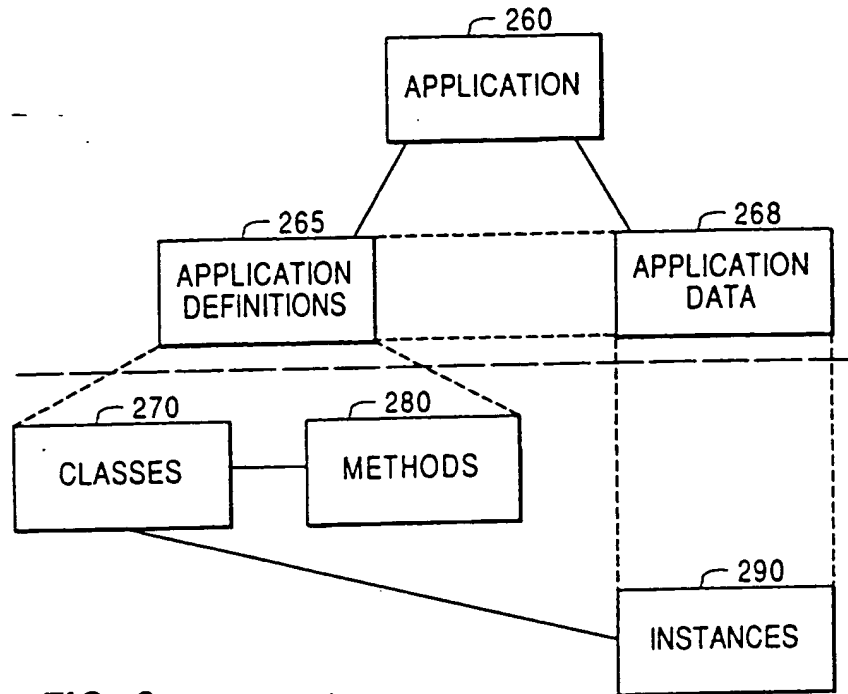 260
APPLICATION
265
APPLICATION
DEFINITIONS
268
APPLICATION
DATA
270
CLASSES
280
METHODS
290
INSTANCES